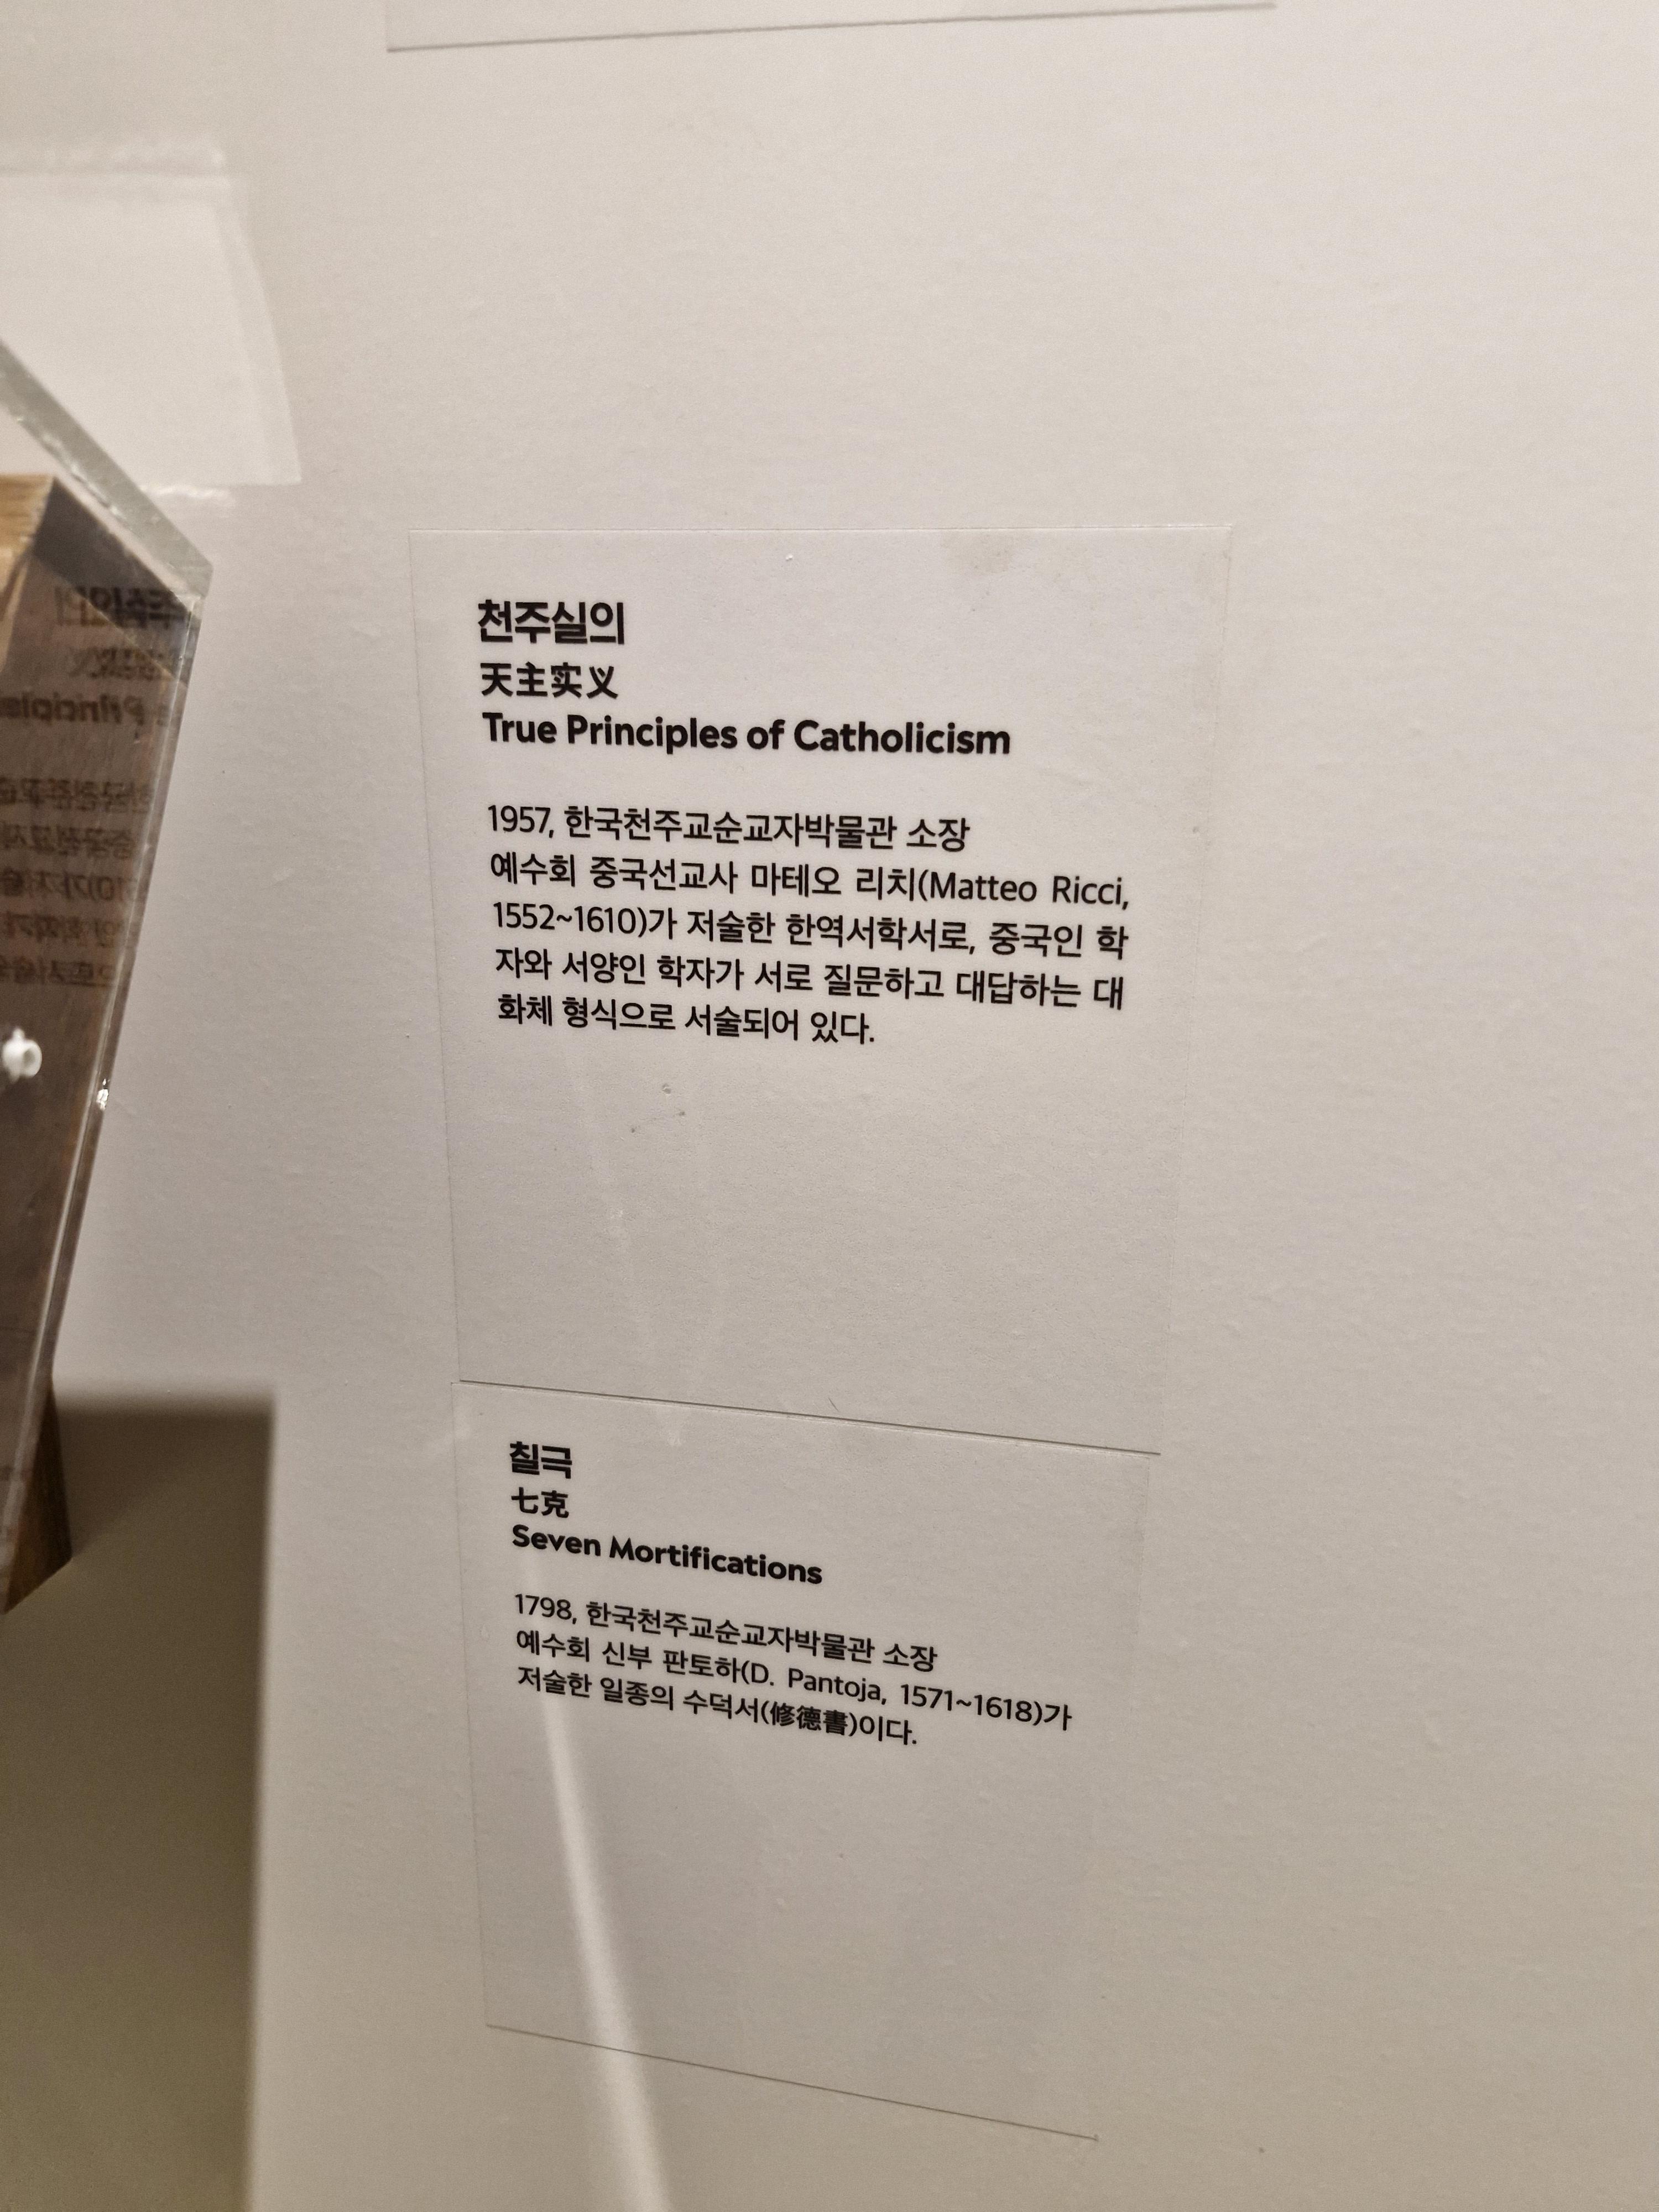 천주실의
天主实义
True Principles of Catholicism
1957, 한국천주교순교자박물관 소장
예수회 중국선교사 마테오 리치(Matteo Ricci,
1552~1610)가 저술한 한역서학서로, 중국인 학
자와 서양인 학자가 서로 질문하고 대답하는 대
화체 형식으로 서술되어 있다.
칠극
七克
Seven Mortifications
1798, 한국천주교순교자박물관 소장
예수회 신부 판토하(D. Pantoja, 1571~1618)가
저술한 일종의 수덕서(修德書)이다.